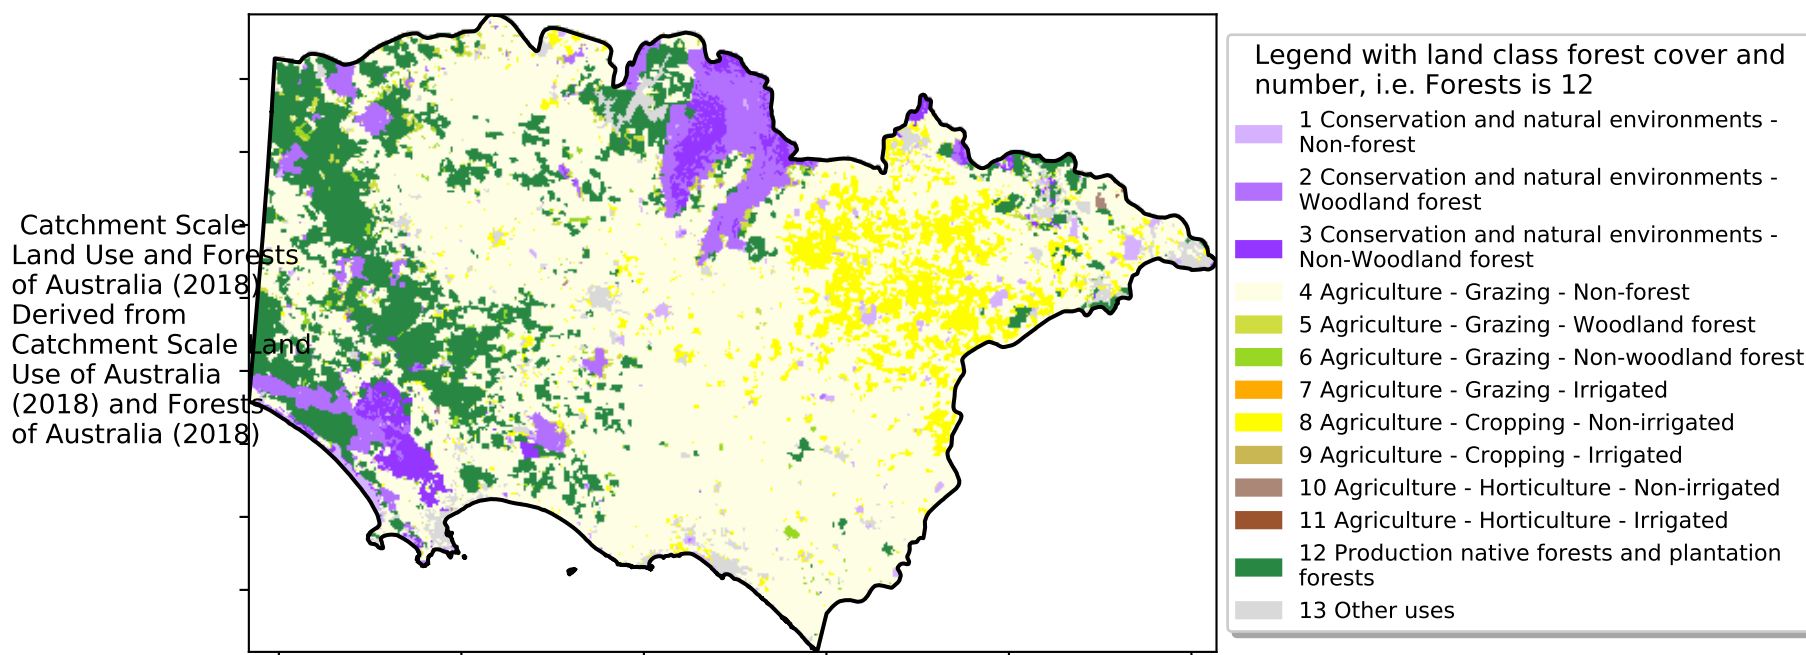 Catchment Scale
Land Use and Forests
of Australia (2018)
Derived from
Catchment Scale Land
Use of Australia
(2018) and Forests
of Australia (2018)
Legend with land class forest cover and
number, i.e. Forests is 12
1 Conservation and natural environments -
Non-forest
2 Conservation and natural environments -
Woodland forest
3 Conservation and natural environments -
Non-Woodland forest
4 Agriculture - Grazing - Non-forest
5 Agriculture - Grazing - Woodland forest
6 Agriculture - Grazing - Non-woodland forest
7 Agriculture - Grazing - Irrigated
8 Agriculture - Cropping - Non-irrigated
9 Agriculture - Cropping - Irrigated
10 Agriculture - Horticulture - Non-irrigated
11 Agriculture - Horticulture - Irrigated
12 Production native forests and plantation
forests
13 Other uses